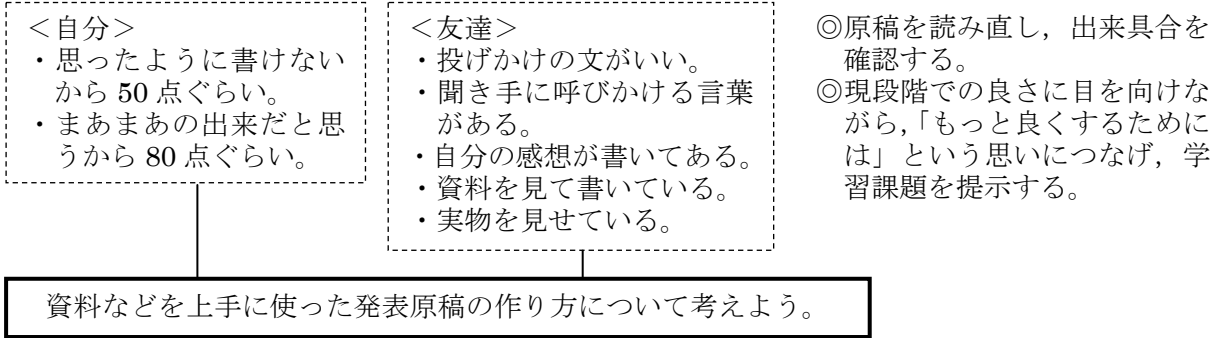 ＜自分＞
・思ったように書けない
から 50 点ぐらい。
・まあまあの出来だと思
うから 80 点ぐらい。
＜友達＞
・投げかけの文がいい。
・聞き手に呼びかける言葉
がある。
・自分の感想が書いてある。
・資料を見て書いている。
・実物を見せている。
◎原稿を読み直し，出来具合を
確認する。
◎現段階での良さに目を向けな
がら，「もっと良くするために
は」という思いにつなげ，学
習課題を提示する。
資料などを上手に使った発表原稿の作り方について考えよう。